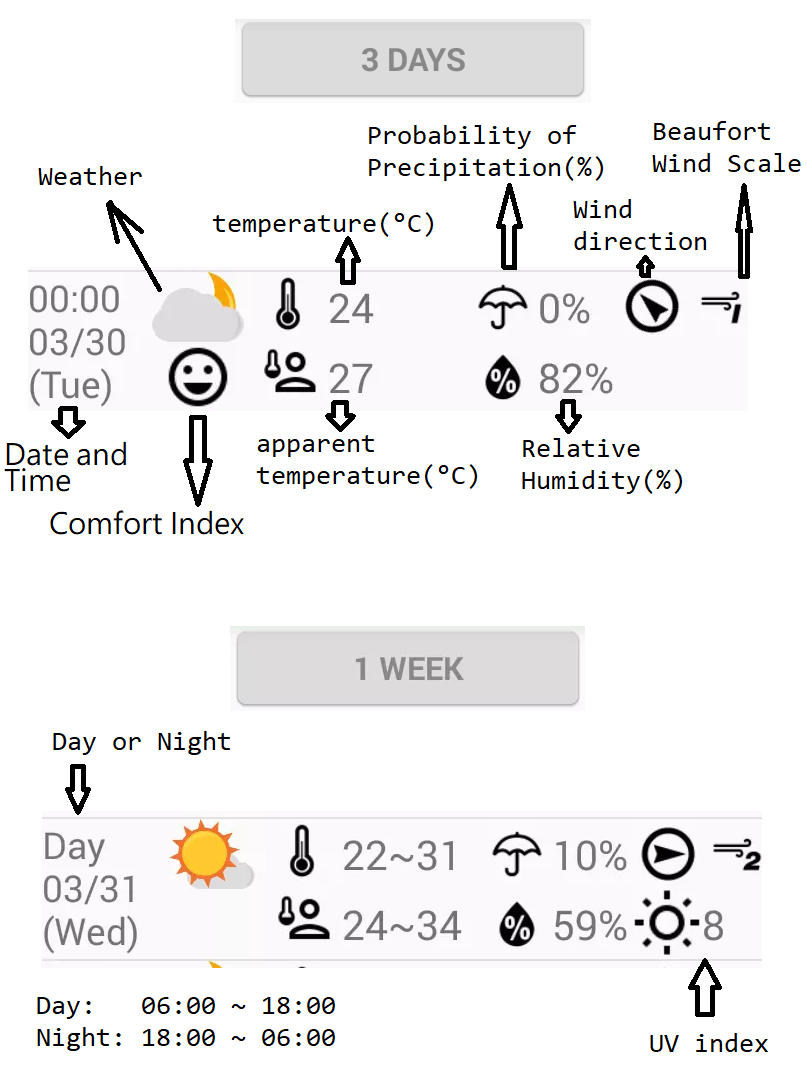 3 DAYS
Probability of
Precipitation(%)
Beaufort
Wind Scale
Weather
temperature(°C)
Wind
direction
00:00
03/30
(Tue)
24
0%
1
27
%
82%
Date and
Time
apparent
temperature(°C)
Relative
Humidity(%)
Comfort Index
1 WEEK
Day or Night
Day
03/31
(Wed)
22~31
10%
2
24~34
%
59%
8
Day: 06:00 ~ 18:00
Night: 18:00 ~ 06:00
UV index